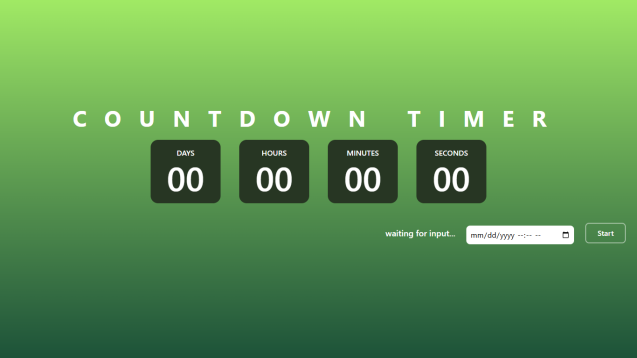 COUNTDOWN TIMER
DAYS HOURS MINUTES SECONDS
00 00 00 00
waiting for input... mm/dd/yyyy --:-- -- Start